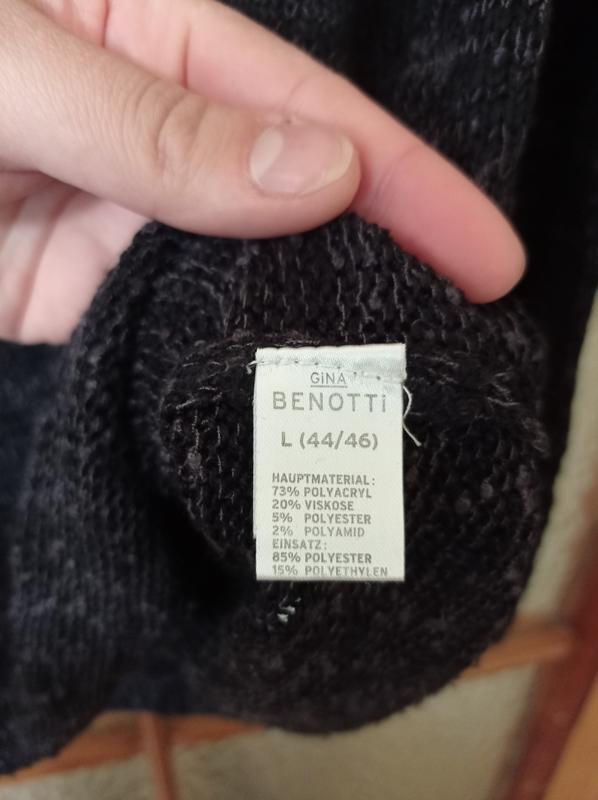 GiNA
BENOTTi
L (44/46)
HAUPTMATERIAL:
73% POLYACRYL
20% VISKOSE
5% POLYESTER
2% POLYAMID
EINSATZ:
85% POLYESTER
15% POLYETHYLEN